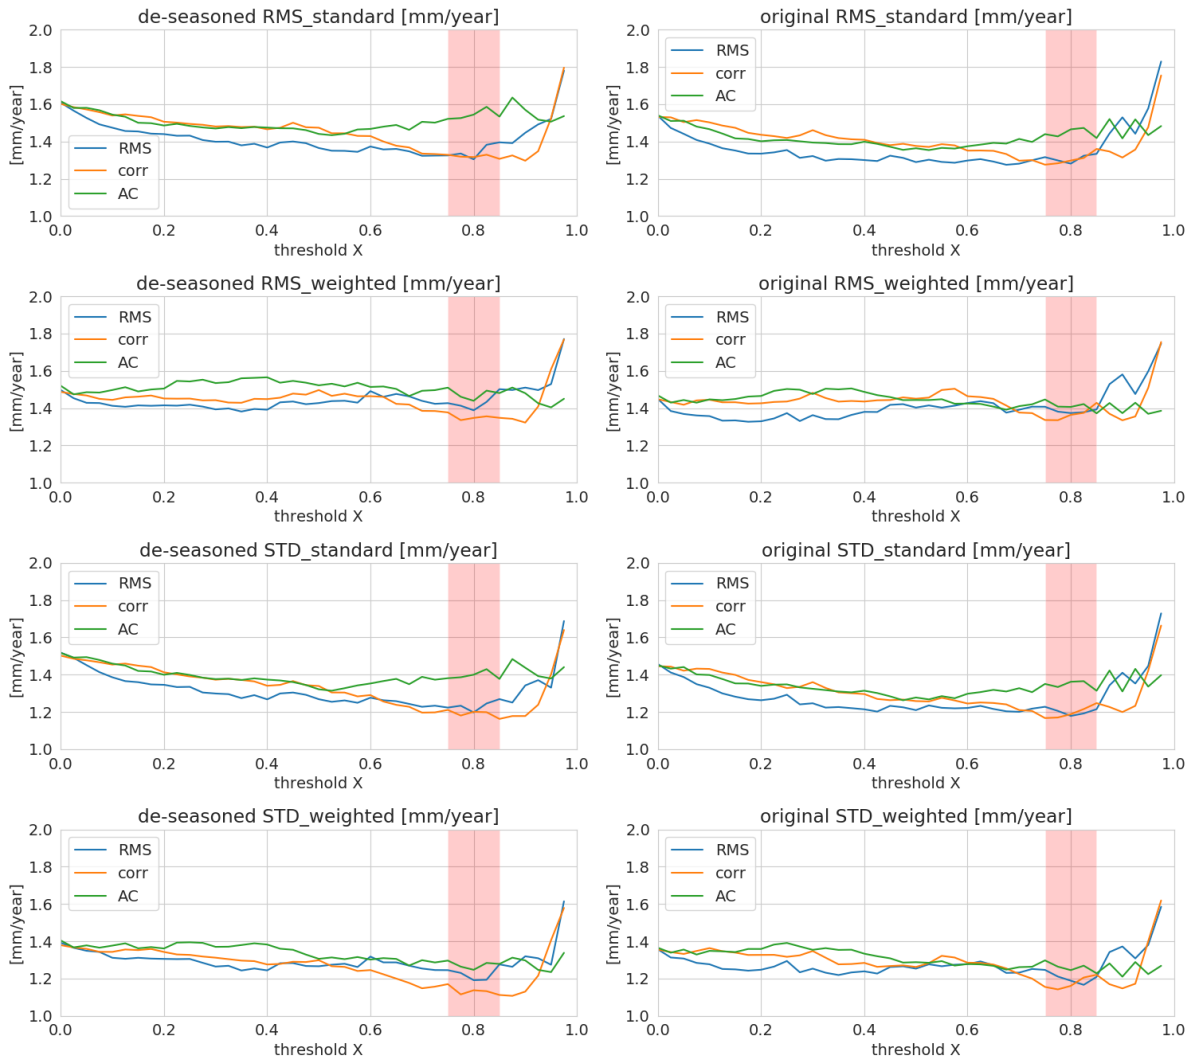 de-seasoned RMS_standard [mm/year]
[mm/year]
2.0
1.8
1.6
1.4
1.2
1.0
RMS
corr
AC
0.0 0.2 0.4 0.6 0.8 1.0
threshold X
original RMS_standard [mm/year]
[mm/year]
2.0
1.8
1.6
1.4
1.2
1.0
RMS
corr
AC
0.0 0.2 0.4 0.6 0.8 1.0
threshold X
de-seasoned RMS_weighted [mm/year]
[mm/year]
2.0
1.8
1.6
1.4
1.2
1.0
RMS
corr
AC
0.0 0.2 0.4 0.6 0.8 1.0
threshold X
original RMS_weighted [mm/year]
[mm/year]
2.0
1.8
1.6
1.4
1.2
1.0
RMS
corr
AC
0.0 0.2 0.4 0.6 0.8 1.0
threshold X
de-seasoned STD_standard [mm/year]
[mm/year]
2.0
1.8
1.6
1.4
1.2
1.0
RMS
corr
AC
0.0 0.2 0.4 0.6 0.8 1.0
threshold X
original STD_standard [mm/year]
[mm/year]
2.0
1.8
1.6
1.4
1.2
1.0
RMS
corr
AC
0.0 0.2 0.4 0.6 0.8 1.0
threshold X
de-seasoned STD_weighted [mm/year]
[mm/year]
2.0
1.8
1.6
1.4
1.2
1.0
RMS
corr
AC
0.0 0.2 0.4 0.6 0.8 1.0
threshold X
original STD_weighted [mm/year]
[mm/year]
2.0
1.8
1.6
1.4
1.2
1.0
RMS
corr
AC
0.0 0.2 0.4 0.6 0.8 1.0
threshold X